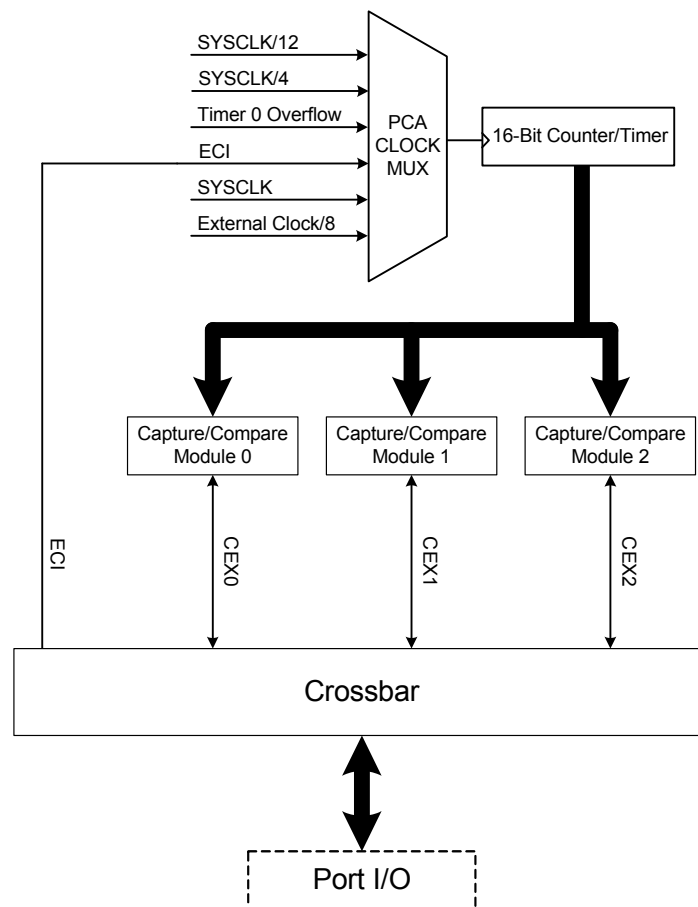 SYSCLK/12
SYSCLK/4
Timer 0 Overflow
ECI
SYSCLK
External Clock/8
PCA
CLOCK
MUX
16-Bit Counter/Timer
Capture/Compare
Module 0
Capture/Compare
Module 1
Capture/Compare
Module 2
ECI
CEX0
CEX1
CEX2
Crossbar
Port I/O